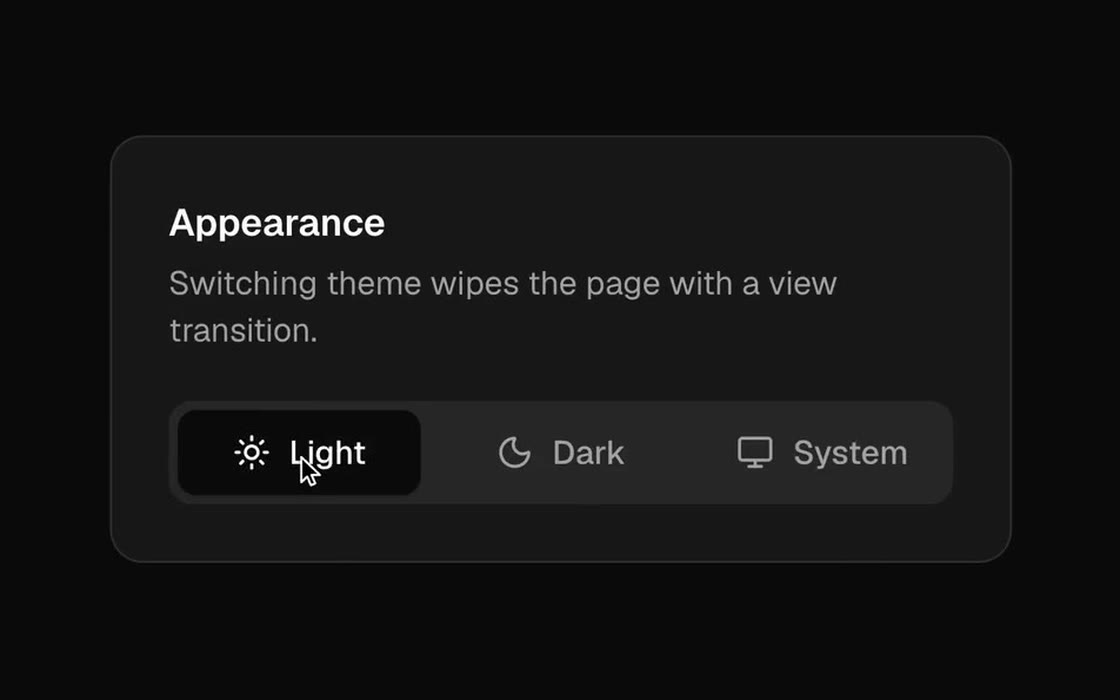 Appearance
Switching theme wipes the page with a view
transition.
Light Dark System